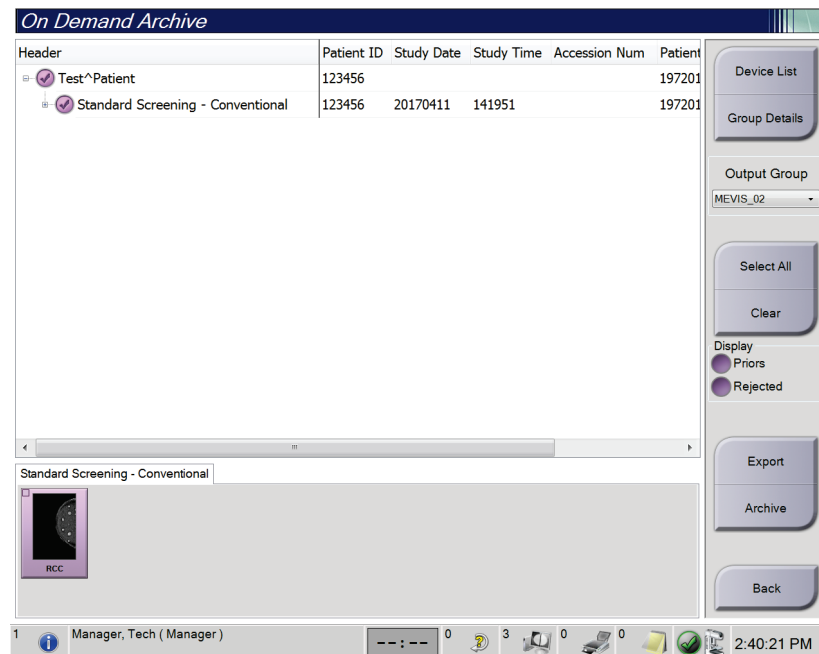 On Demand Archive
Header Patient ID Study Date Study Time Accession Num Patient
Test^Patient 123456 197201
Standard Screening - Conventional 123456 20170411 141951 197201
Device List
Group Details
Output Group
MEVIS_02
Select All
Clear
Display
Priors
Rejected
Export
Archive
Back
Standard Screening - Conventional
RCC
1 Manager, Tech ( Manager ) --:-- 0 3 0 0 2:40:21 PM